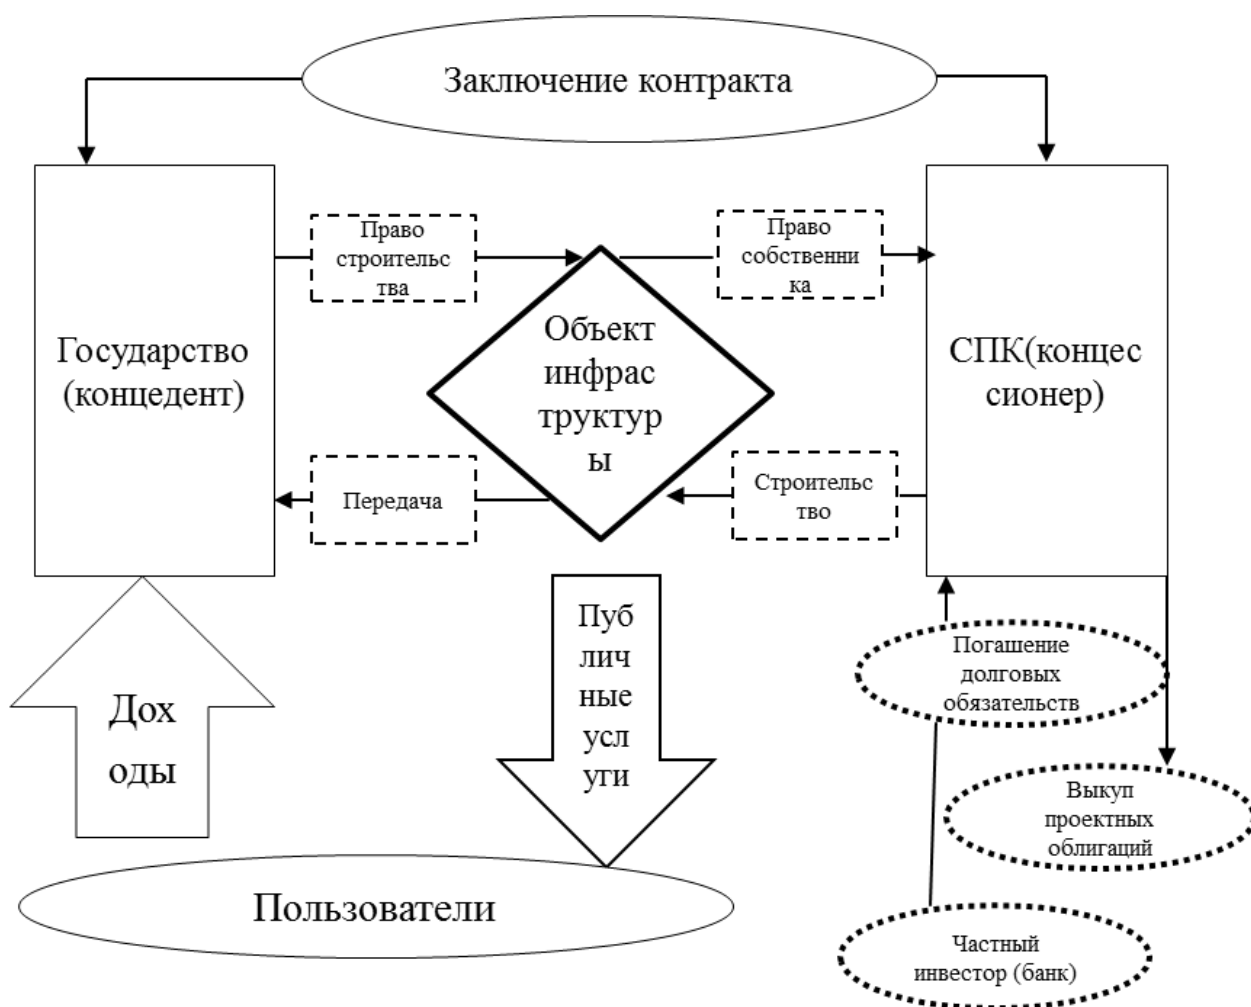 Заключение контракта
Право
строительс
тва
Право
собственни
ка
Государство
(концедент)
Объект
инфрас
труктур
ы
СПК(концес
сионер)
Передача
Строительс
тво
Дох
оды
Пуб
лич
ные
усл
уги
Погашение
долговых
обязательств
Выкуп
проектных
облигаций
Пользователи
Частный
инвестор (банк)